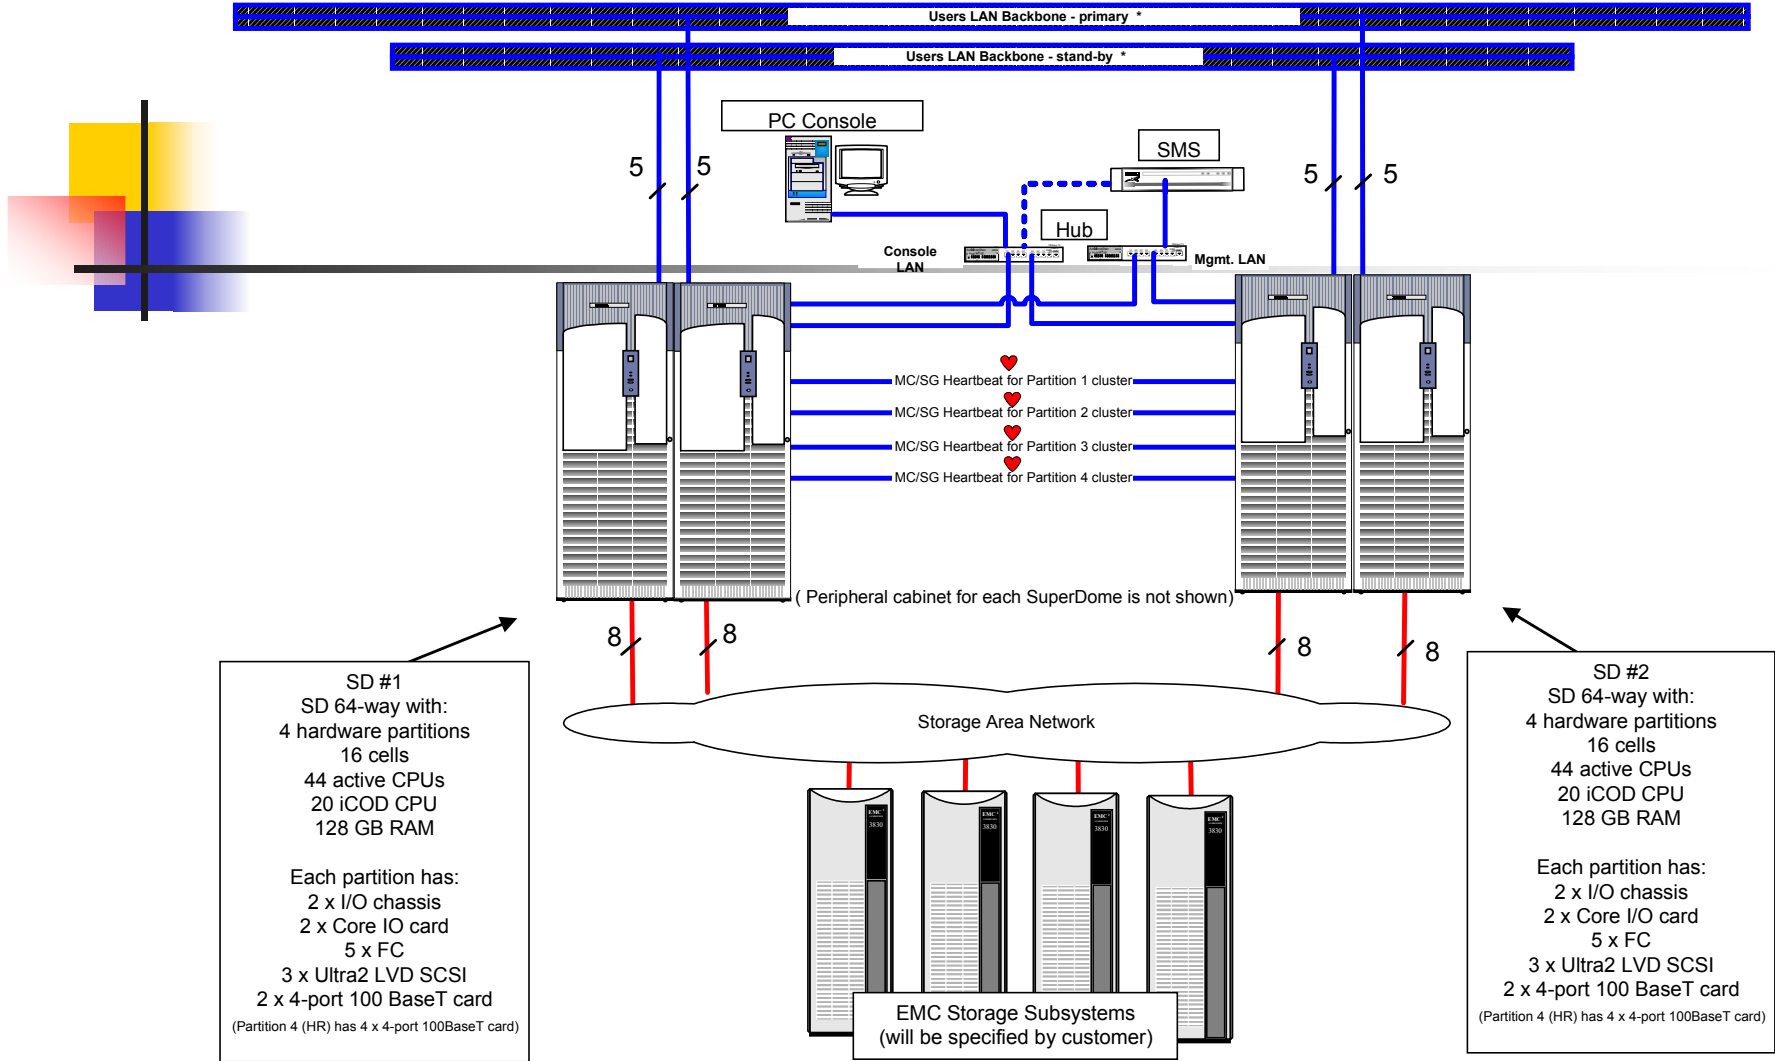 Users LAN Backbone - primary *
Users LAN Backbone - stand-by *
PC Console
SMS
5
5
5
5
Hub
Console
LAN
Mgmt. LAN
MC/SG Heartbeat for Partition 1 cluster
MC/SG Heartbeat for Partition 2 cluster
MC/SG Heartbeat for Partition 3 cluster
MC/SG Heartbeat for Partition 4 cluster
( Peripheral cabinet for each SuperDome is not shown)
8
8
8
8
SD #1
SD 64-way with:
4 hardware partitions
16 cells
44 active CPUs
20 iCOD CPU
128 GB RAM
Each partition has:
2 x I/O chassis
2 x Core IO card
5 x FC
3 x Ultra2 LVD SCSI
2 x 4-port 100 BaseT card
(Partition 4 (HR) has 4 x 4-port 100BaseT card)
SD #2
SD 64-way with:
4 hardware partitions
16 cells
44 active CPUs
20 iCOD CPU
128 GB RAM
Each partition has:
2 x I/O chassis
2 x Core I/O card
5 x FC
3 x Ultra2 LVD SCSI
2 x 4-port 100 BaseT card
(Partition 4 (HR) has 4 x 4-port 100BaseT card)
Storage Area Network
EMC
3830
EMC
3830
EMC
3830
EMC
3830
EMC Storage Subsystems
(will be specified by customer)